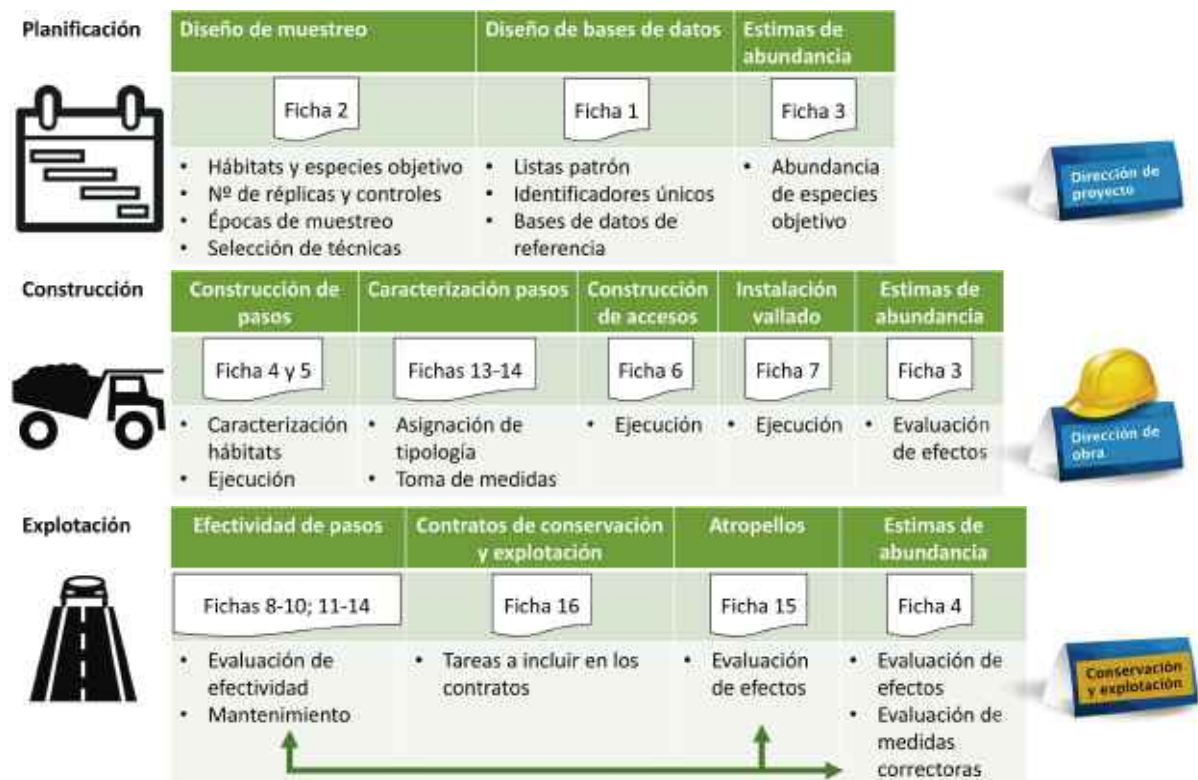 Planificación
Diseño de muestreo
Diseño de bases de datos
Estimas de
abundancia
Ficha 2
Ficha 1
Ficha 3
• Hábitats y especies objetivo
• Nº de réplicas y controles
• Épocas de muestreo
• Selección de técnicas
• Listas patrón
• Identificadores únicos
• Bases de datos de
referencia
• Abundancia
de especies
objetivo
Dirección de
proyecto
Construcción
Construcción de
pasos
Caracterización pasos
Construcción
de accesos
Instalación
vallado
Estimas de
abundancia
Ficha 4 y 5
Fichas 13-14
Ficha 6
Ficha 7
Ficha 3
• Caracterización
hábitats
• Ejecución
• Asignación de
tipología
• Toma de medidas
• Ejecución
• Ejecución
• Evaluación
de efectos
Dirección de
obra
Explotación
Efectividad de pasos
Contratos de conservación
y explotación
Atropellos
Estimas de
abundancia
Fichas 8-10; 11-14
Ficha 16
Ficha 15
Ficha 4
• Evaluación de
efectividad
• Mantenimiento
• Tareas a incluir en los
contratos
• Evaluación
de efectos
• Evaluación de
efectos
• Evaluación de
medidas
correctoras
Conservación
y explotación